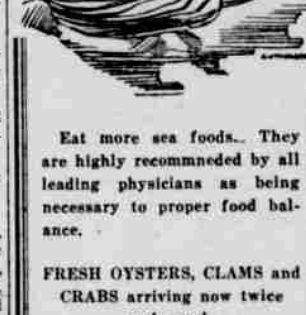 Eat more sea foods.. They
are highly recommneded by all
leading physicians as being
necessary to proper food bal-
ance.
FRESH OYSTERS, CLAMS and
CRABS arriving now twice